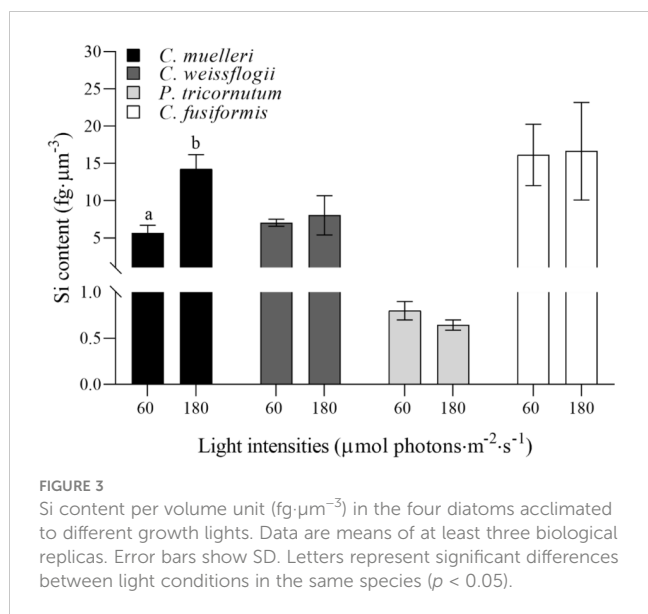 30
25
20
15
10
5
1.0
0.5
0.0
Si content (fg·μm⁻³)
C. muelleri
C. weissflogii
P. tricornutum
C. fusiformis
a
b
60 180 60 180 60 180 60 180
Light intensities (μmol photons·m⁻²·s⁻¹)
FIGURE 3
Si content per volume unit (fg·μm⁻³) in the four diatoms acclimated
to different growth lights. Data are means of at least three biological
replicas. Error bars show SD. Letters represent significant differences
between light conditions in the same species (p < 0.05).